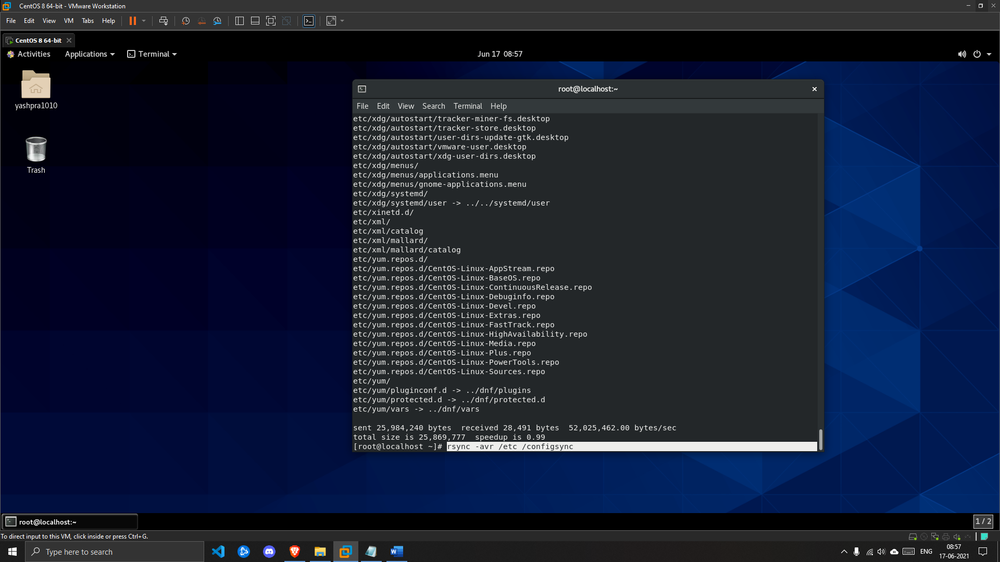 CentOS 8 64-bit - VMware Workstation
File Edit View VM Tabs Help
CentOS 8 64-bit
Activities Applications Terminal Jun 17 08:57
yashpra1010
Trash
root@localhost:~
File Edit View Search Terminal Help
etc/xdg/autostart/tracker-miner-fs.desktop
etc/xdg/autostart/tracker-store.desktop
etc/xdg/autostart/user-dirs-update-gtk.desktop
etc/xdg/autostart/vmware-user.desktop
etc/xdg/autostart/xdg-user-dirs.desktop
etc/xdg/menus/
etc/xdg/menus/applications.menu
etc/xdg/menus/gnome-applications.menu
etc/xdg/systemd/
etc/xdg/systemd/user -> ../../systemd/user
etc/xinetd.d/
etc/xml/
etc/xml/catalog
etc/xml/mallard/
etc/xml/mallard/catalog
etc/yum.repos.d/
etc/yum.repos.d/CentOS-Linux-AppStream.repo
etc/yum.repos.d/CentOS-Linux-BaseOS.repo
etc/yum.repos.d/CentOS-Linux-ContinuousRelease.repo
etc/yum.repos.d/CentOS-Linux-Debuginfo.repo
etc/yum.repos.d/CentOS-Linux-Devel.repo
etc/yum.repos.d/CentOS-Linux-Extras.repo
etc/yum.repos.d/CentOS-Linux-FastTrack.repo
etc/yum.repos.d/CentOS-Linux-HighAvailability.repo
etc/yum.repos.d/CentOS-Linux-Media.repo
etc/yum.repos.d/CentOS-Linux-Plus.repo
etc/yum.repos.d/CentOS-Linux-PowerTools.repo
etc/yum.repos.d/CentOS-Linux-Sources.repo
etc/yum/
etc/yum/pluginconf.d -> ../dnf/plugins
etc/yum/protected.d -> ../dnf/protected.d
etc/yum/vars -> ../dnf/vars
sent 25,984,240 bytes  received 28,491 bytes  52,025,462.00 bytes/sec
total size is 25,869,777  speedup is 0.99
[root@localhost ~]# rsync -avr /etc /configsync
root@localhost:~ 1 / 2
To direct input to this VM, click inside or press Ctrl+G.
Type here to search
ENG
08:57
17-06-2021